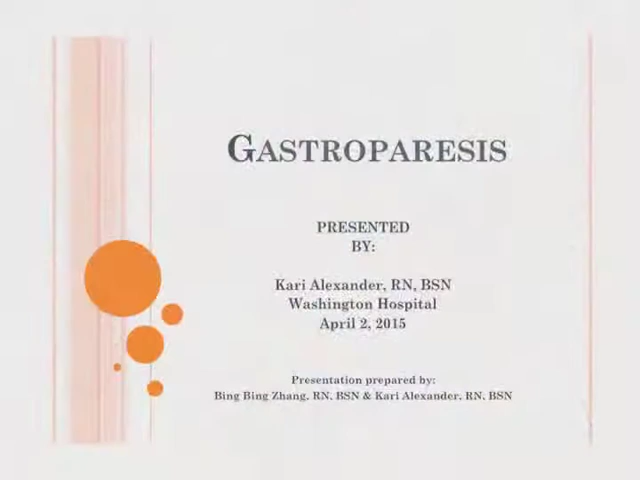 GASTROPARESIS
PRESENTED
BY:
Kari Alexander, RN, BSN
Washington Hospital
April 2, 2015
Presentation prepared by:
Bing Bing Zhang, RN, BSN & Kari Alexander, RN, BSN